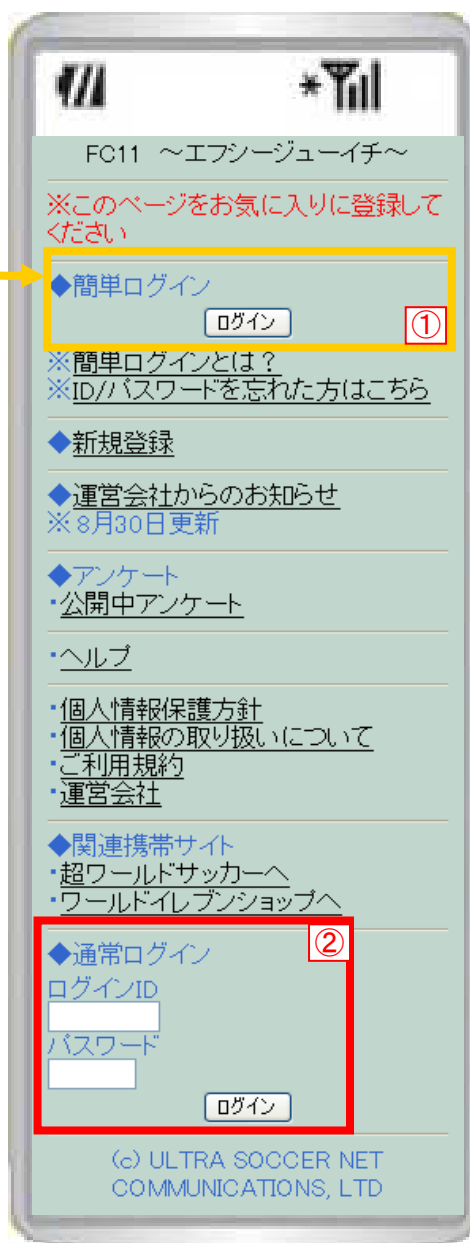 FC11 ～エフシージューイチ～
※このページをお気に入りに登録して
ください
◆簡単ログイン
ログイン
①
※簡単ログインとは？
※ID/パスワードを忘れた方はこちら
◆新規登録
◆運営会社からのお知らせ
※8月30日更新
◆アンケート
・公開中アンケート
・ヘルプ
・個人情報保護方針
・個人情報の取り扱いについて
・ご利用規約
・運営会社
◆関連携帯サイト
・超ワールドサッカーへ
・ワールドイレブンショップへ
②
◆通常ログイン
ログインID
パスワード
ログイン
(c) ULTRA SOCCER NET
COMMUNICATIONS, LTD